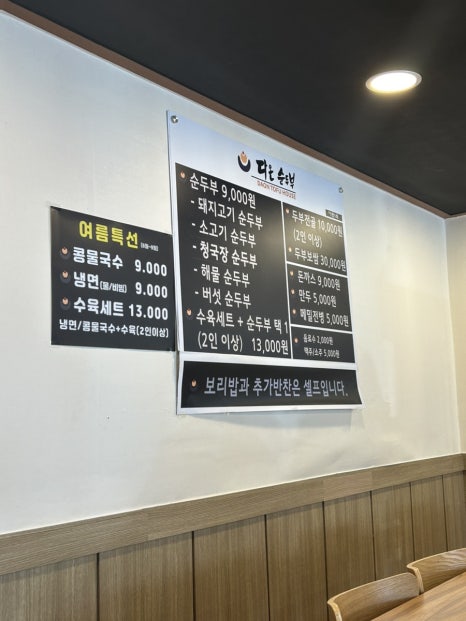 여름특선
콩물국수 9.000
냉면(물/비빔) 9.000
수육세트 13.000
냉면/콩물국수+수육(2인이상)
다온 순두부
DAON TOFU HOUSE
순두부 9,000원
- 돼지고기 순두부
- 소고기 순두부
- 청국장 순두부
- 해물 순두부
- 버섯 순두부
수육세트 + 순두부 택 1
(2인 이상) 13,000원
두부전골 10,000원
(2인 이상)
두부보쌈 30,000원
돈까스 9,000원
만두 5,000원
메밀전병 5,000원
음료수 2,000원
맥주/소주 5,000원
보리밥과 추가반찬은 셀프입니다.